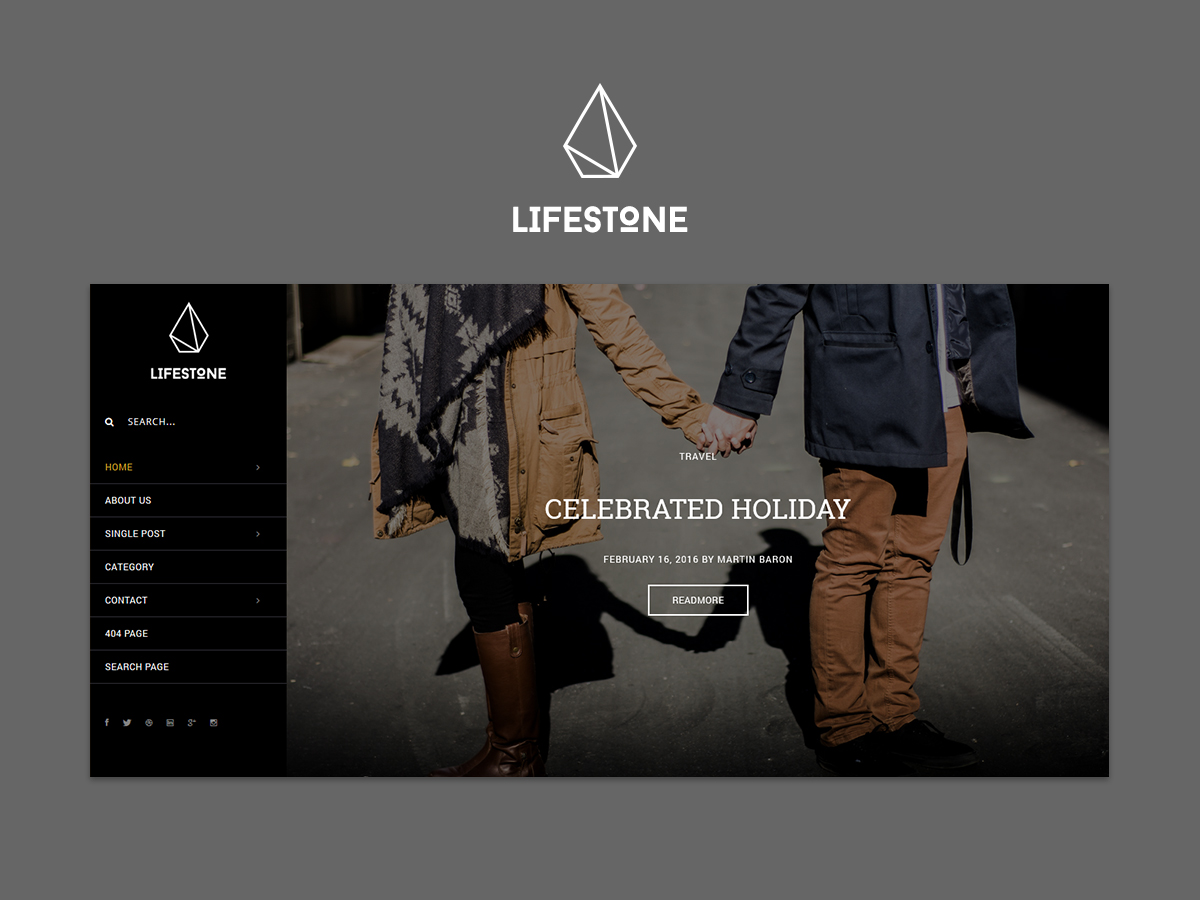 LIFESTONE
LIFESTONE
SEARCH...
HOME
ABOUT US
SINGLE POST
CATEGORY
CONTACT
404 PAGE
SEARCH PAGE
TRAVEL
CELEBRATED HOLIDAY
FEBRUARY 16, 2016 BY MARTIN BARON
READMORE